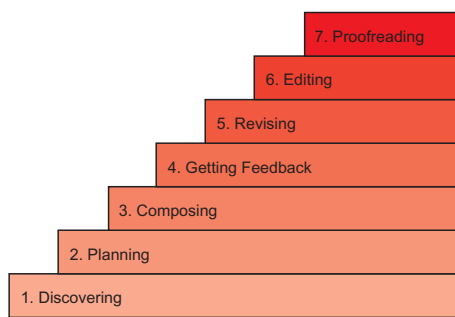 7. Proofreading
6. Editing
5. Revising
4. Getting Feedback
3. Composing
2. Planning
1. Discovering